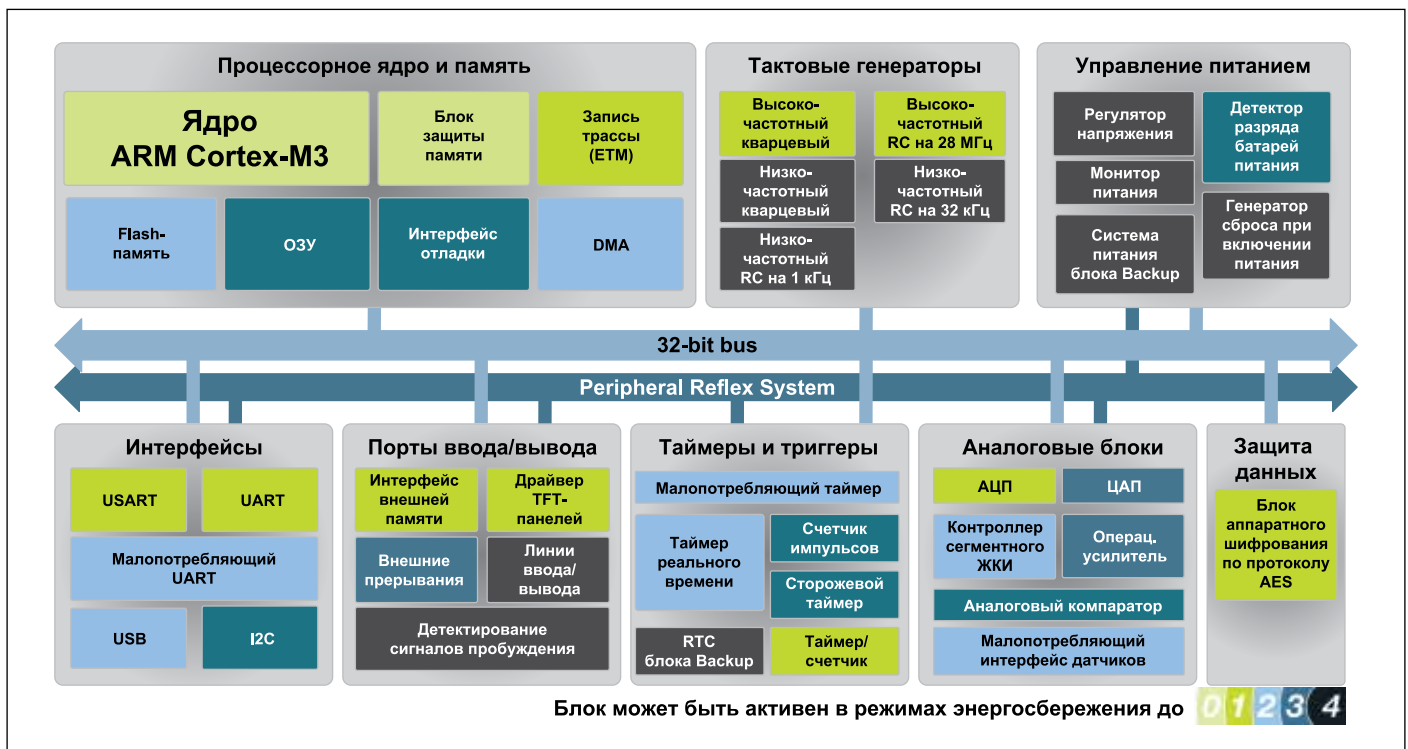 Процессорное ядро и память
Ядро
ARM Cortex-M3
Блок
защиты
памяти
Запись
трассы
(ETM)
Flash-
память
ОЗУ
Интерфейс
отладки
DMA
Тактовые генераторы
Высоко-
частотный
кварцевый
Высоко-
частотный
RC на 28 МГц
Низко-
частотный
кварцевый
Низко-
частотный
RC на 32 кГц
Низко-
частотный
RC на 1 кГц
Управление питанием
Регулятор
напряжения
Детектор
разряда
батарей
питания
Монитор
питания
Система
питания
блока Backup
Генератор
сброса при
включении
питания
32-bit bus
Peripheral Reflex System
Интерфейсы
USART
UART
Малопотребляющий
UART
USB
I2C
Порты ввода/вывода
Интерфейс
внешней
памяти
Драйвер
TFT-
панелей
Внешние
прерывания
Линии
ввода/
вывода
Детектирование
сигналов пробуждения
Таймеры и триггеры
Малопотребляющий таймер
Таймер
реального
времени
Счетчик
импульсов
Сторожевой
таймер
RTC
блока Backup
Таймер/
счетчик
Аналоговые блоки
АЦП
ЦАП
Контроллер
сегментного
ЖКИ
Операц.
усилитель
Аналоговый компаратор
Малопотребляющий
интерфейс датчиков
Защита
данных
Блок
аппаратного
шифрования
по протоколу
AES
Блок может быть активен в режимах энергосбережения до 0 1 2 3 4